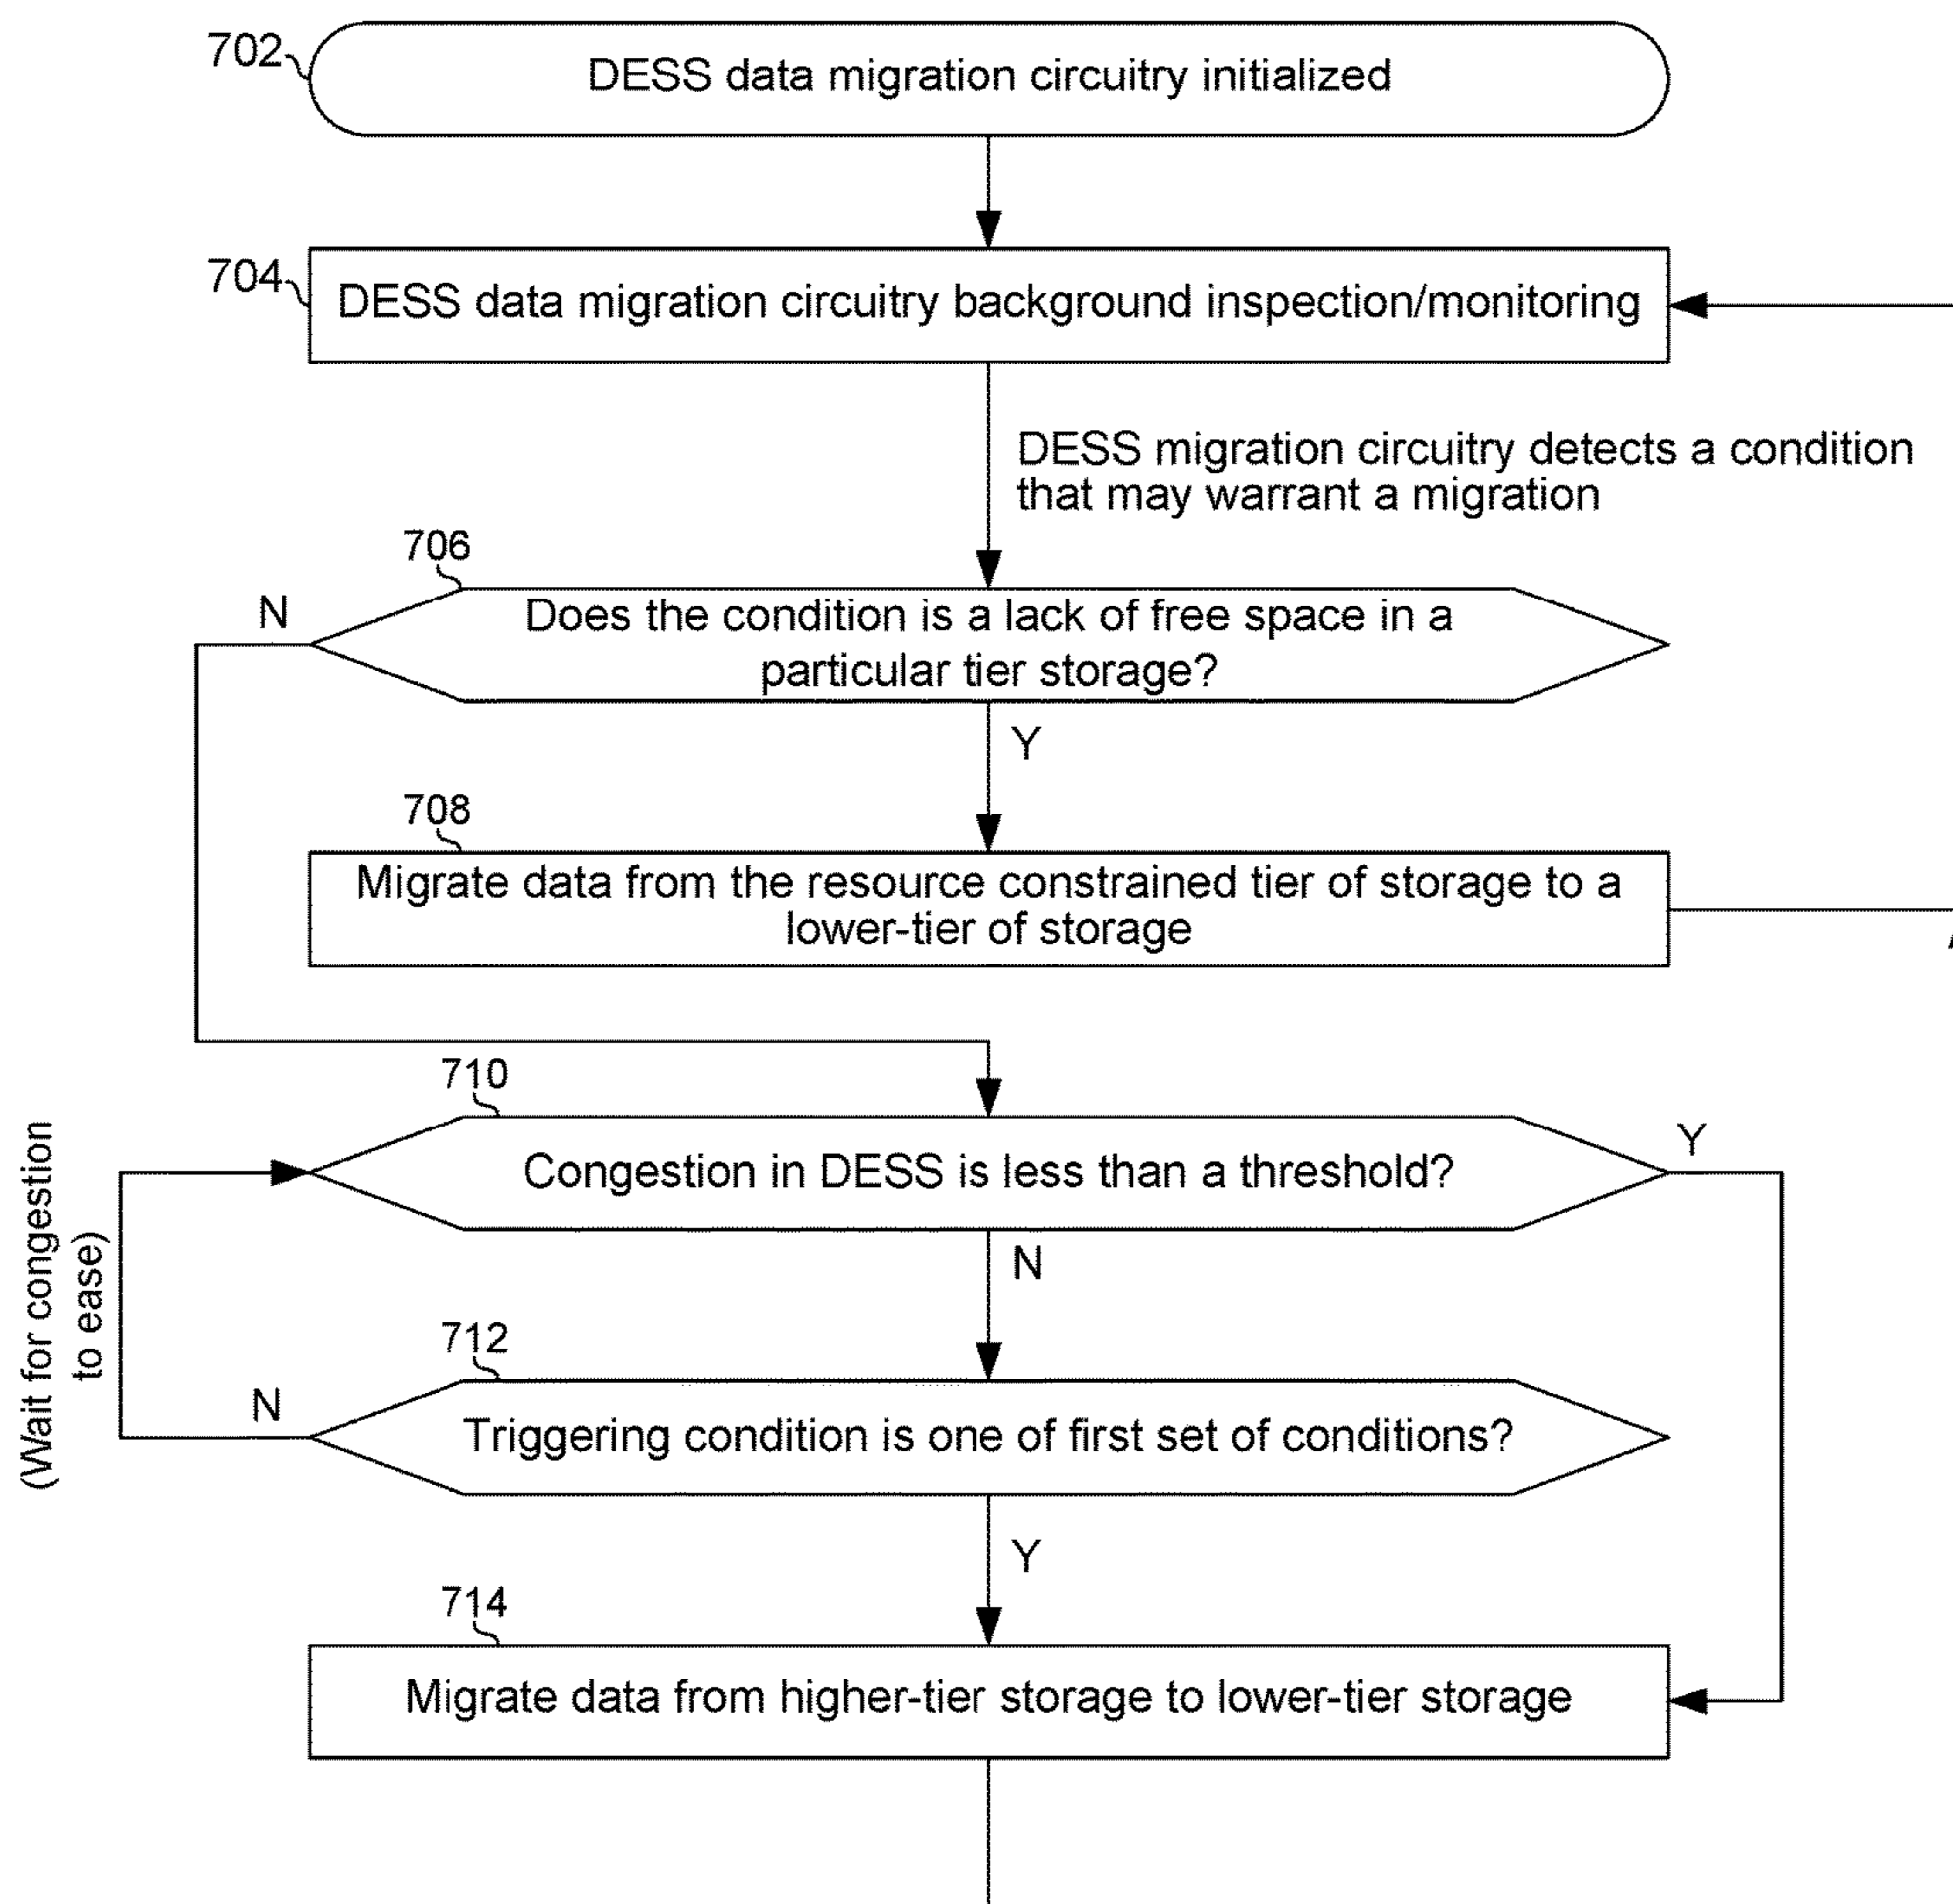 702
DESS data migration circuitry initialized
704
DESS data migration circuitry background inspection/monitoring
DESS migration circuitry detects a condition
that may warrant a migration
706
N
Does the condition is a lack of free space in a
particular tier storage?
Y
708
Migrate data from the resource constrained tier of storage to a
lower-tier of storage
710
Y
Congestion in DESS is less than a threshold?
(Wait for congestion
to ease)
N
712
N
Triggering condition is one of first set of conditions?
Y
714
Migrate data from higher-tier storage to lower-tier storage